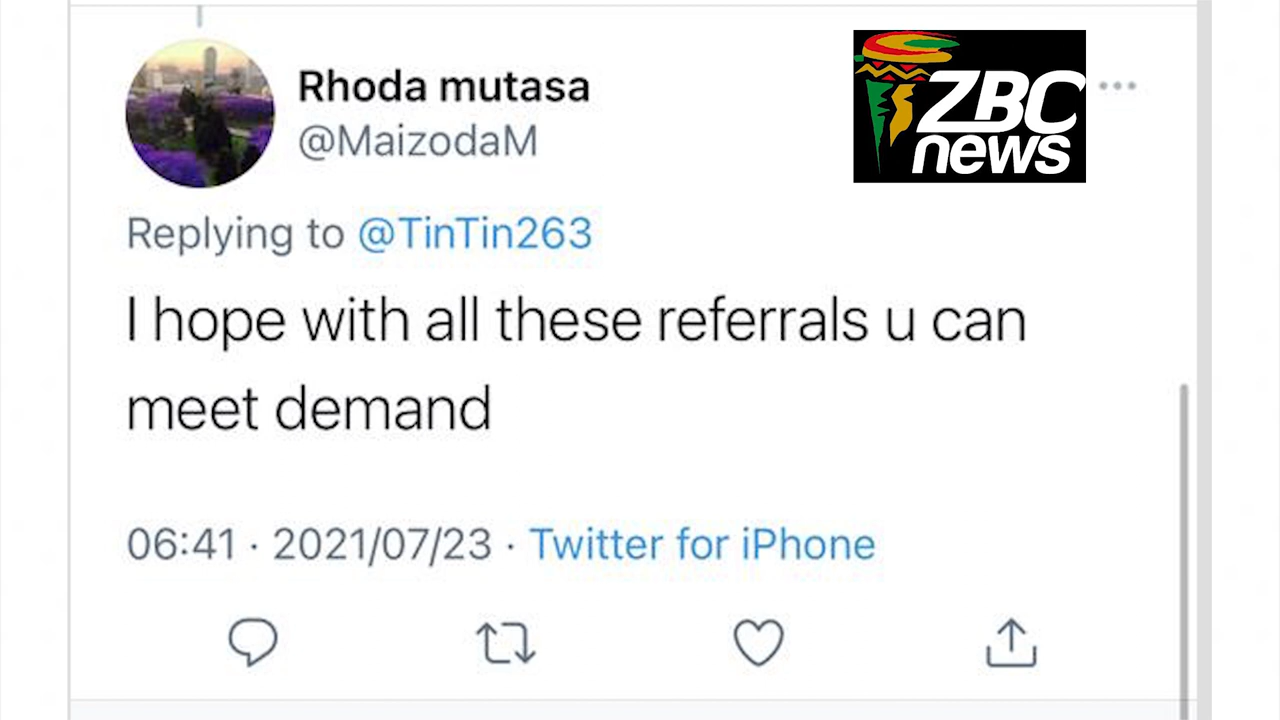 Rhoda mutasa
@MaizodaM
ZBC
news
Replying to @TinTin263
I hope with all these referrals u can
meet demand
06:41 · 2021/07/23 · Twitter for iPhone